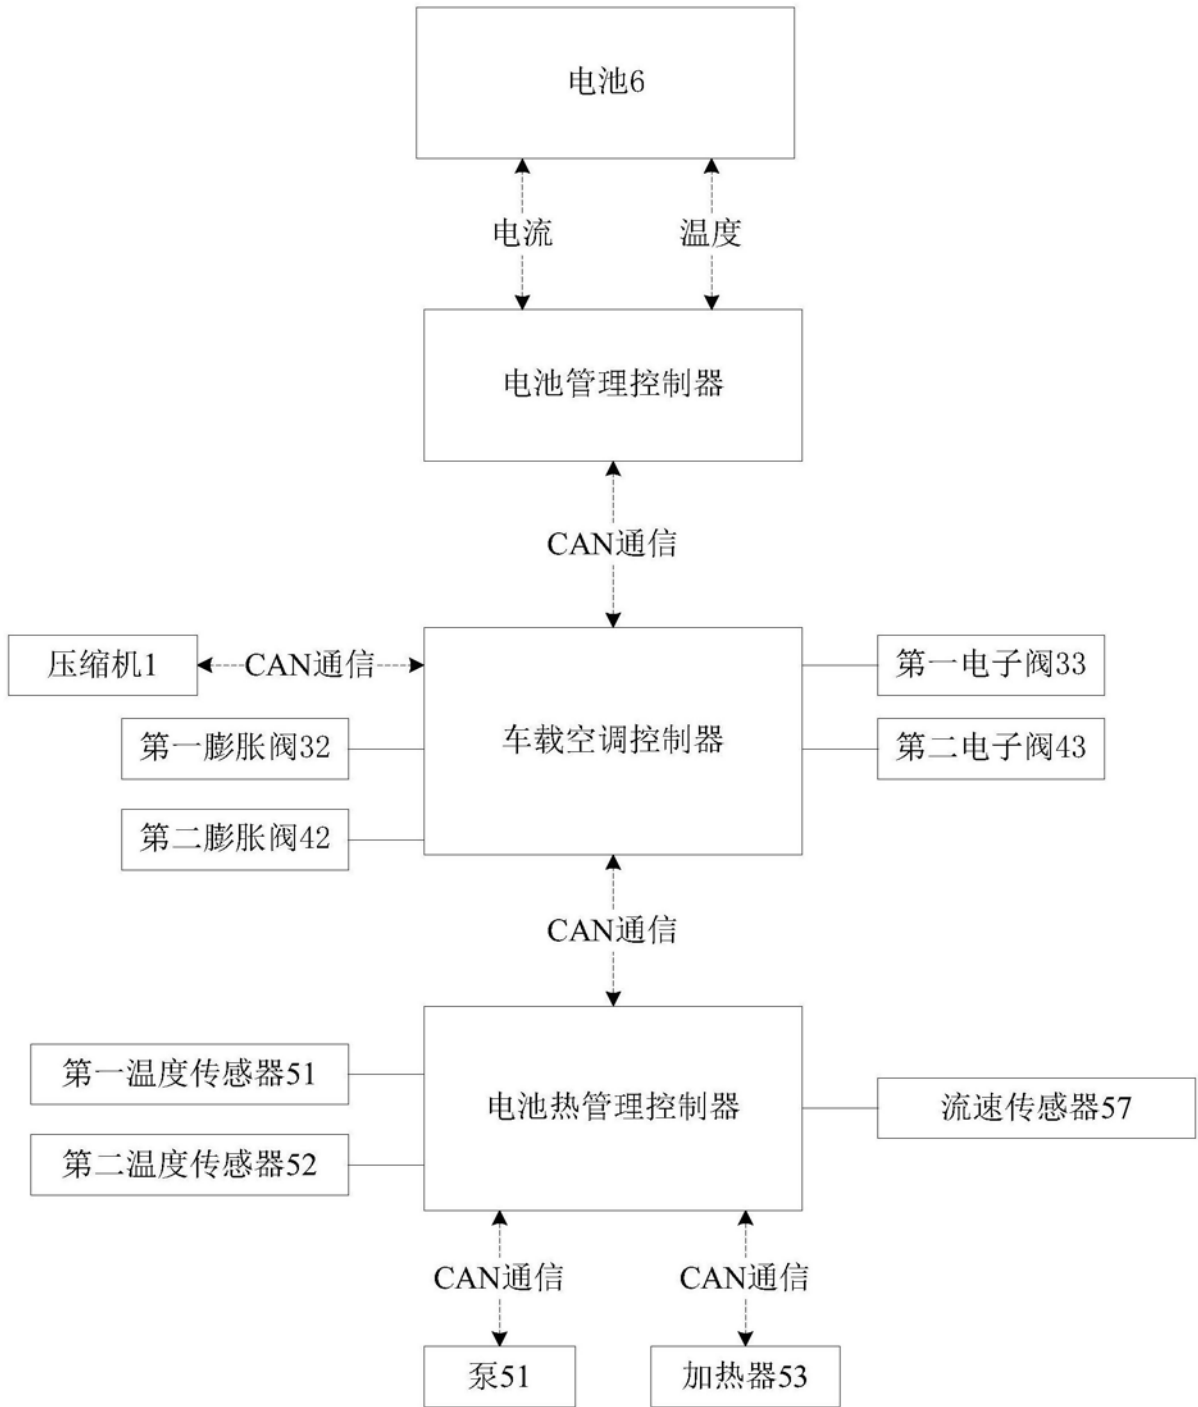 电池6
电流
温度
电池管理控制器
CAN通信
压缩机1
CAN通信
第一电子阀33
第一膨胀阀32
车载空调控制器
第二电子阀43
第二膨胀阀42
CAN通信
第一温度传感器51
电池热管理控制器
流速传感器57
第二温度传感器52
CAN通信
CAN通信
泵51
加热器53